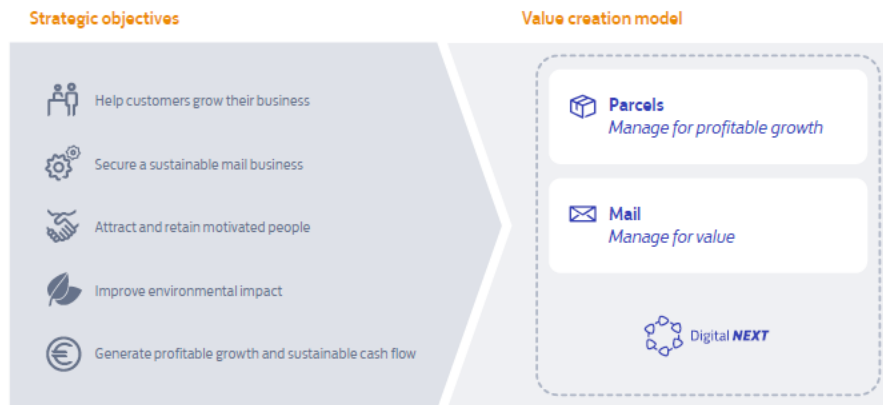 Strategic objectives
Help customers grow their business
Secure a sustainable mail business
Attract and retain motivated people
Improve environmental impact
Generate profitable growth and sustainable cash flow
Value creation model
Parcels
Manage for profitable growth
Mail
Manage for value
Digital NEXT